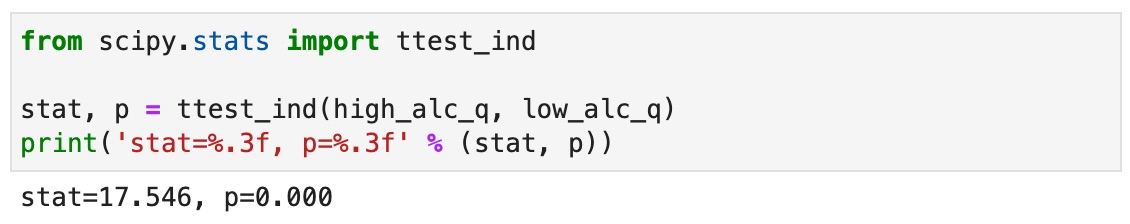 from scipy.stats import ttest_ind
stat, p = ttest_ind(high_alc_q, low_alc_q)
print('stat=%.3f, p=%.3f' % (stat, p))
stat=17.546, p=0.000